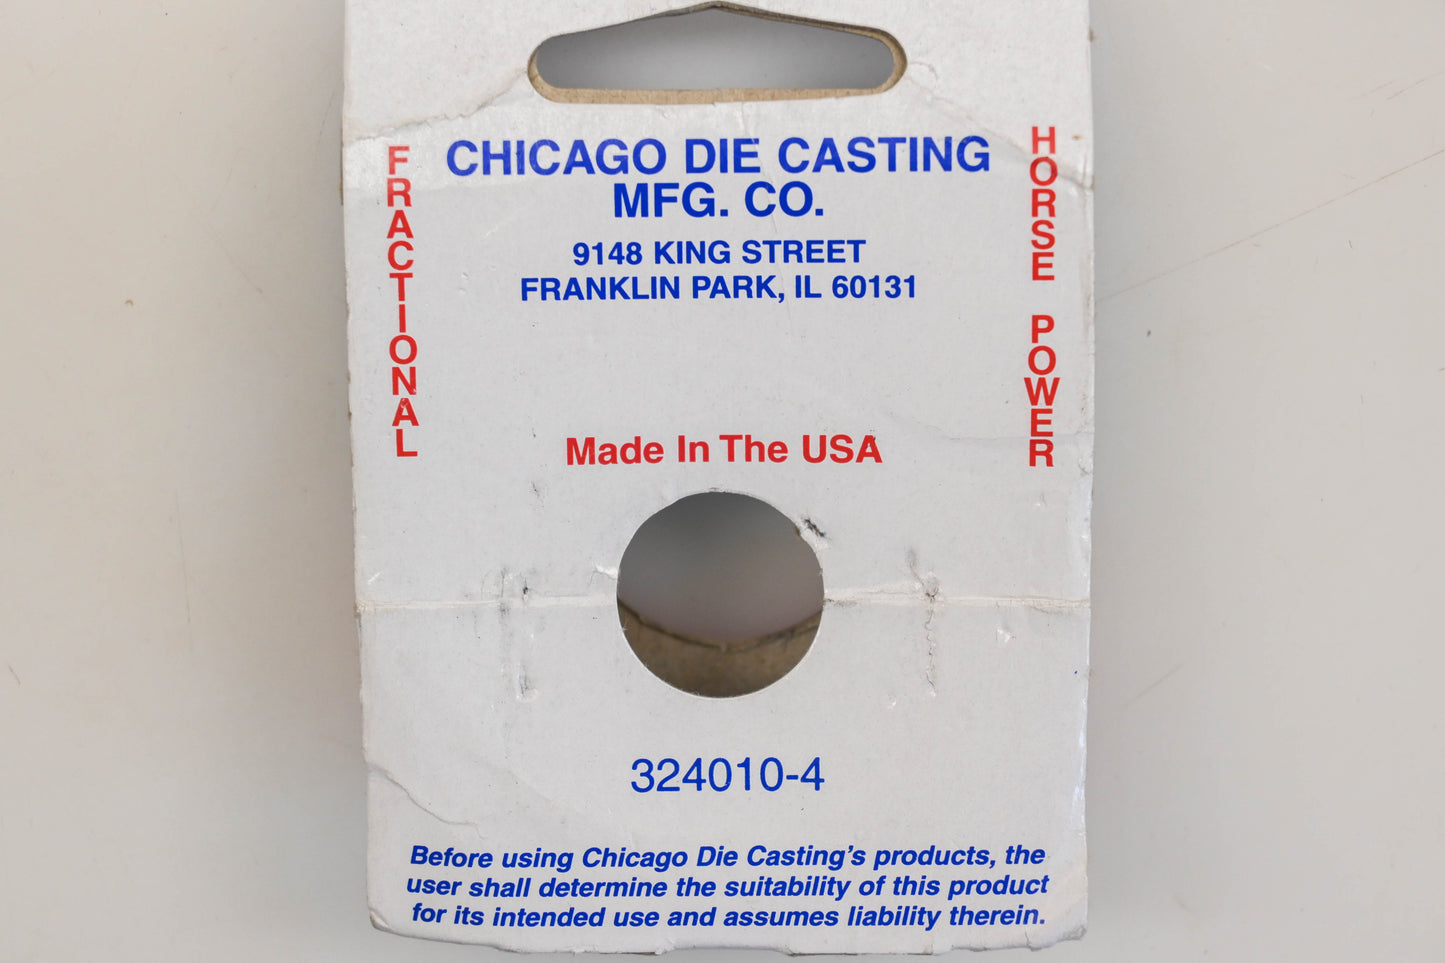 CHICAGO DIE CASTING
MFG. CO.
9148 KING STREET
FRANKLIN PARK, IL 60131
FRACTIONAL
HORSE POWER
Made In The USA
324010-4
Before using Chicago Die Casting's products, the
user shall determine the suitability of this product
for its intended use and assumes liability therein.